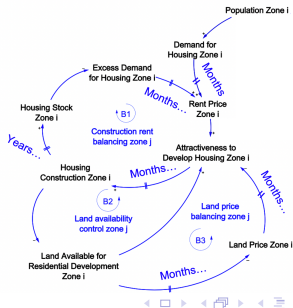 Population Zone i
Demand for
Housing Zone i
Excess Demand
for Housing Zone i
Months
Months...
Housing Stock
Zone i
Rent Price
Zone i
B1
Construction rent
balancing zone j
Years...
Attractiveness to
Develop Housing Zone i
Months...
Housing
Construction Zone i
B2
Land availability
control zone j
Land price
balancing zone j
Months...
B3
Land Price Zone i
Land Available for
Residential Development
Zone i
Months...